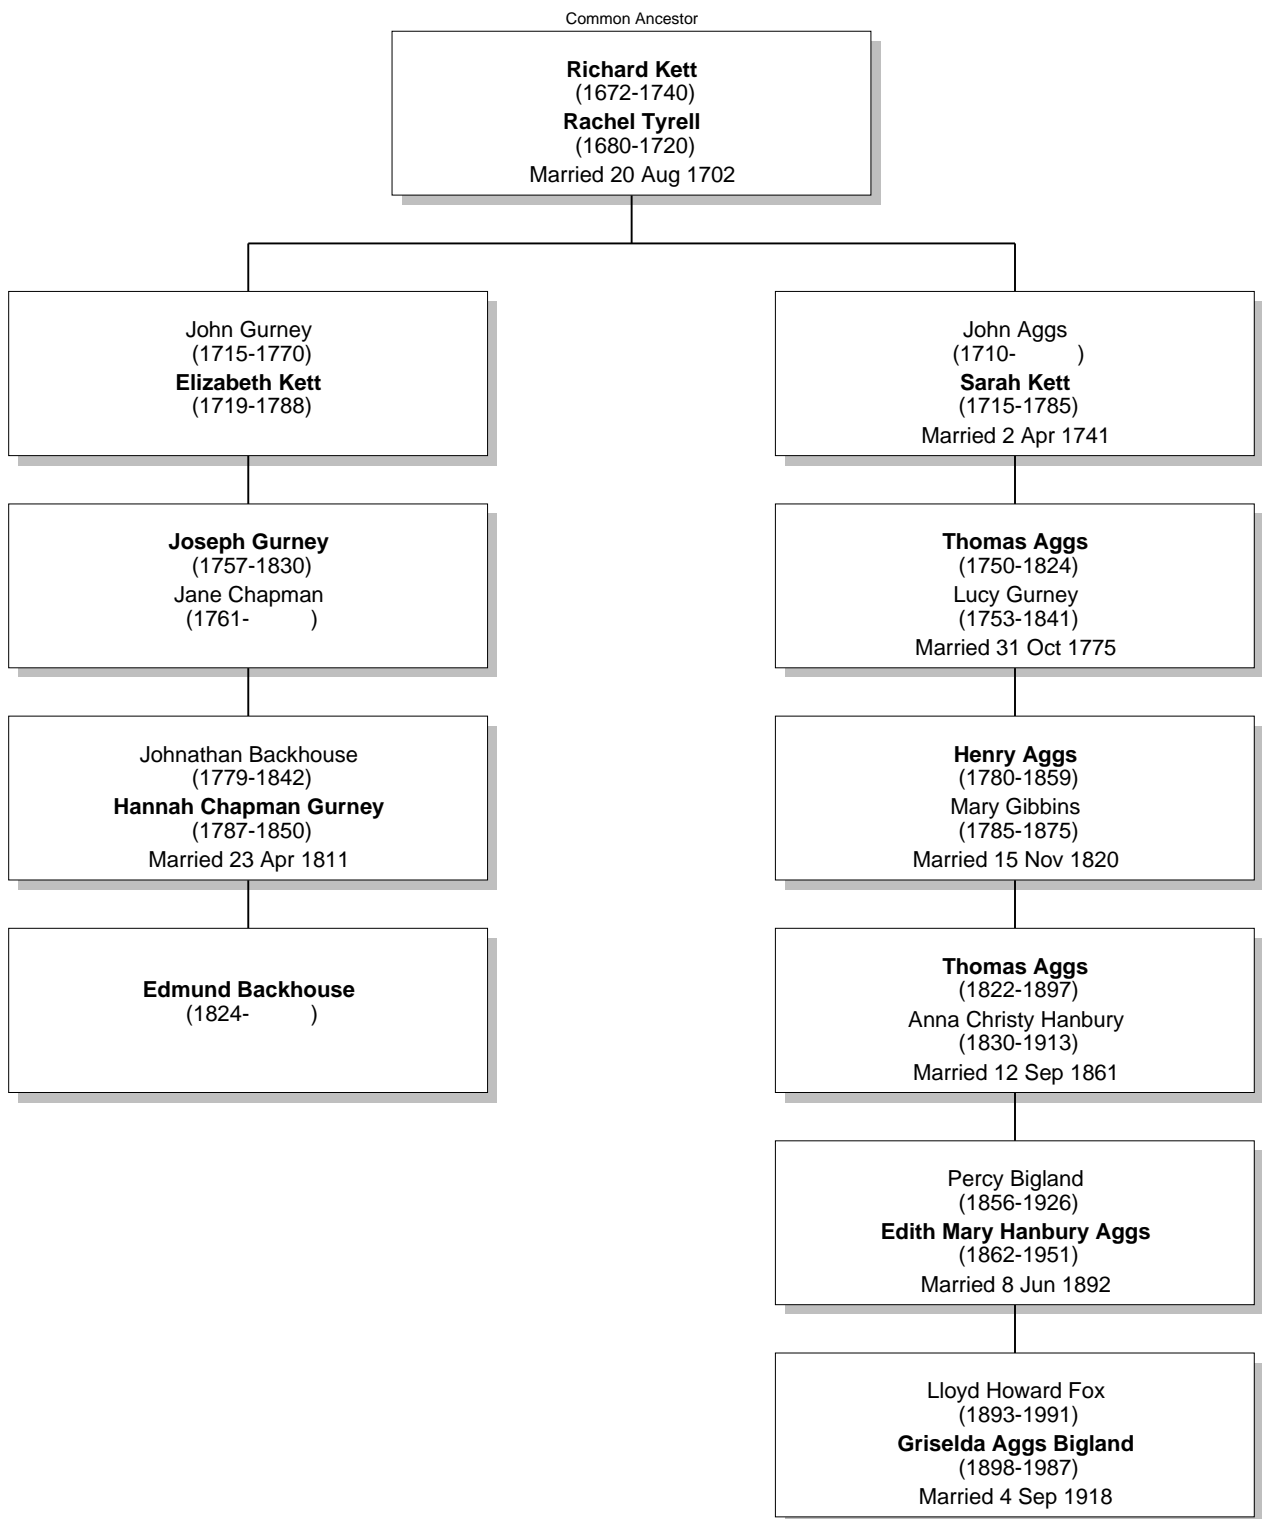 Common Ancestor
Richard Kett
(1672-1740)
Rachel Tyrell
(1680-1720)
Married 20 Aug 1702
John Gurney
(1715-1770)
Elizabeth Kett
(1719-1788)
John Aggs
(1710- )
Sarah Kett
(1715-1785)
Married 2 Apr 1741
Joseph Gurney
(1757-1830)
Jane Chapman
(1761- )
Thomas Aggs
(1750-1824)
Lucy Gurney
(1753-1841)
Married 31 Oct 1775
Johnathan Backhouse
(1779-1842)
Hannah Chapman Gurney
(1787-1850)
Married 23 Apr 1811
Henry Aggs
(1780-1859)
Mary Gibbins
(1785-1875)
Married 15 Nov 1820
Edmund Backhouse
(1824- )
Thomas Aggs
(1822-1897)
Anna Christy Hanbury
(1830-1913)
Married 12 Sep 1861
Percy Bigland
(1856-1926)
Edith Mary Hanbury Aggs
(1862-1951)
Married 8 Jun 1892
Lloyd Howard Fox
(1893-1991)
Griselda Aggs Bigland
(1898-1987)
Married 4 Sep 1918